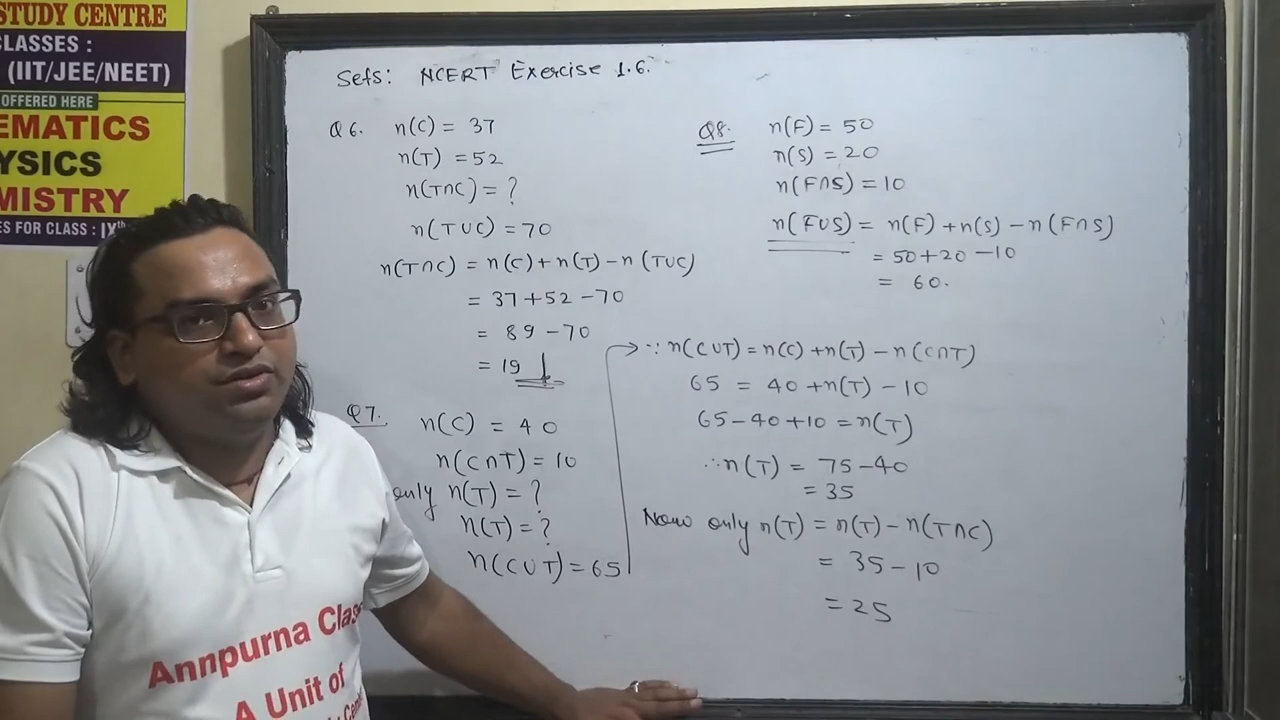 STUDY CENTRE
CLASSES :
(IIT/JEE/NEET)
OFFERED HERE
EMATICS
YSICS
MISTRY
ES FOR CLASS : IXth
Sets: NCERT Exercise 1.6.
Q6. n(C) = 37
n(T) = 52
n(T∩C) = ?
n(T∪C) = 70
n(T∩C) = n(C)+n(T)-n(T∪C)
= 37+52-70
= 89-70
= 19
Q7. n(C) = 40
n(C∩T) = 10
only n(T) = ?
n(T) = ?
n(C∪T) = 65
∵ n(C∪T) = n(C)+n(T)-n(C∩T)
65 = 40+n(T)-10
65-40+10 = n(T)
∴ n(T) = 75-40
= 35
Now only n(T) = n(T)-n(T∩C)
= 35-10
= 25
Q8. n(F) = 50
n(S) = 20
n(F∩S) = 10
n(F∪S) = n(F)+n(S)-n(F∩S)
= 50+20-10
= 60.
Annpurna Clas
A Unit of